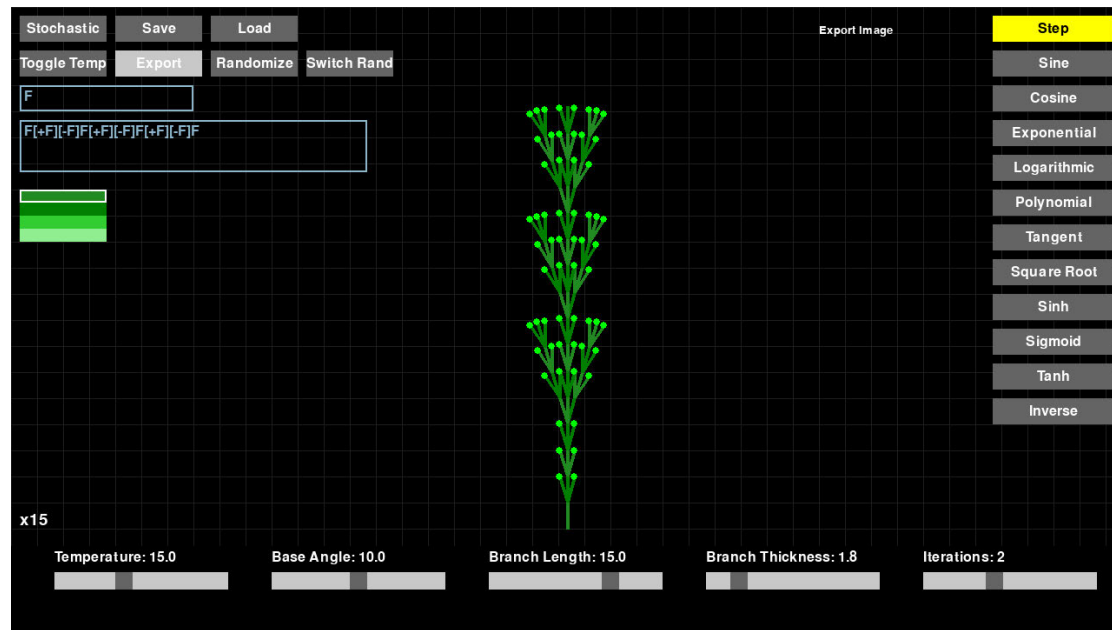 Stochastic Save Load Export Image Step
Toggle Temp Export Randomize Switch Rand Sine
F Cosine
F[+F][-F]F[+F][-F]F[+F][-F]F Exponential
Logarithmic
Polynomial
Tangent
Square Root
Sinh
Sigmoid
Tanh
Inverse
x15
Temperature: 15.0 Base Angle: 10.0 Branch Length: 15.0 Branch Thickness: 1.8 Iterations: 2